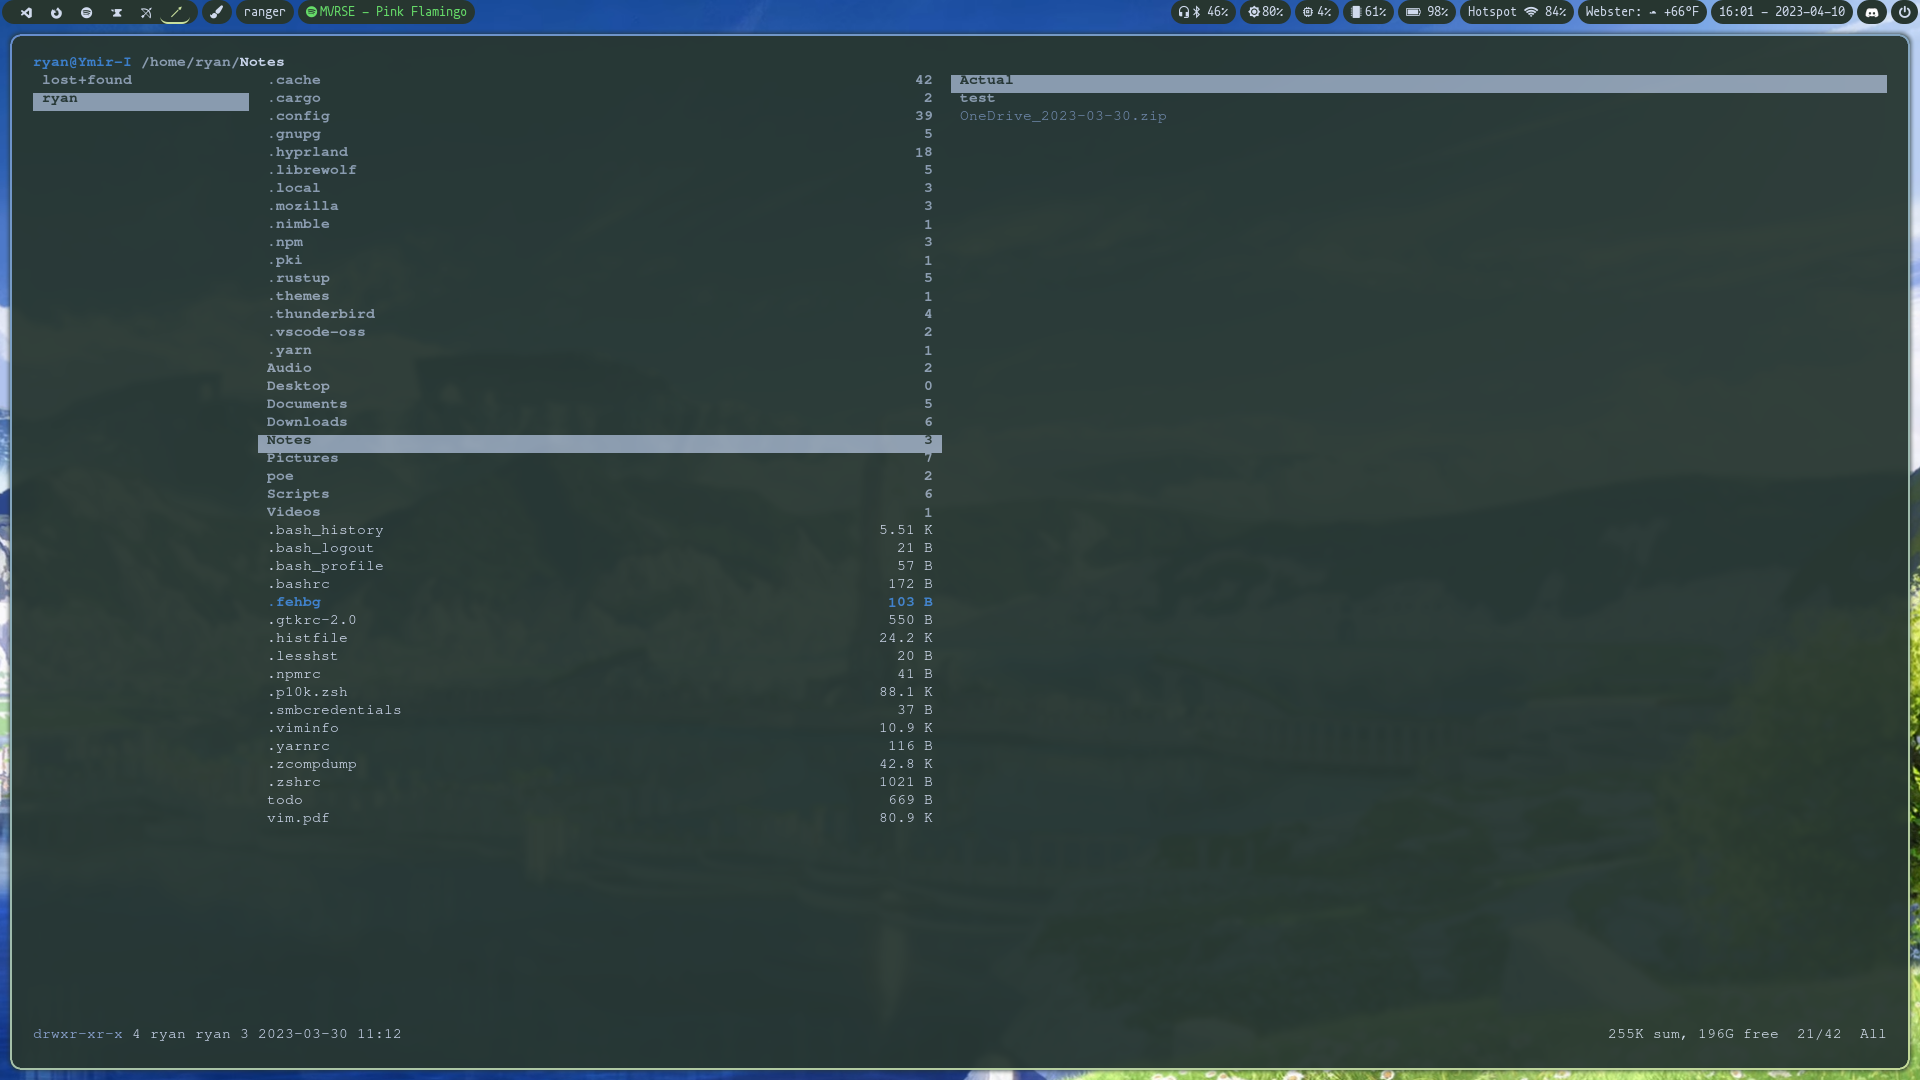 ranger MVRSE - Pink Flamingo 46% 80% 4% 61% 98% Hotspot 84% Webster: +66°F 16:01 - 2023-04-10
ryan@Ymir-I /home/ryan/Notes
lost+found .cache 42 Actual
ryan .cargo 2 test
.config 39 OneDrive_2023-03-30.zip
.gnupg 5
.hyprland 18
.librewolf 5
.local 3
.mozilla 3
.nimble 1
.npm 3
.pki 1
.rustup 5
.themes 1
.thunderbird 4
.vscode-oss 2
.yarn 1
Audio 2
Desktop 0
Documents 5
Downloads 6
Notes 3
Pictures 7
poe 2
Scripts 6
Videos 1
.bash_history 5.51 K
.bash_logout 21 B
.bash_profile 57 B
.bashrc 172 B
.fehbg 103 B
.gtkrc-2.0 550 B
.histfile 24.2 K
.lesshst 20 B
.npmrc 41 B
.p10k.zsh 88.1 K
.smbcredentials 37 B
.viminfo 10.9 K
.yarnrc 116 B
.zcompdump 42.8 K
.zshrc 1021 B
todo 669 B
vim.pdf 80.9 K
drwxr-xr-x 4 ryan ryan 3 2023-03-30 11:12 255K sum, 196G free 21/42 All